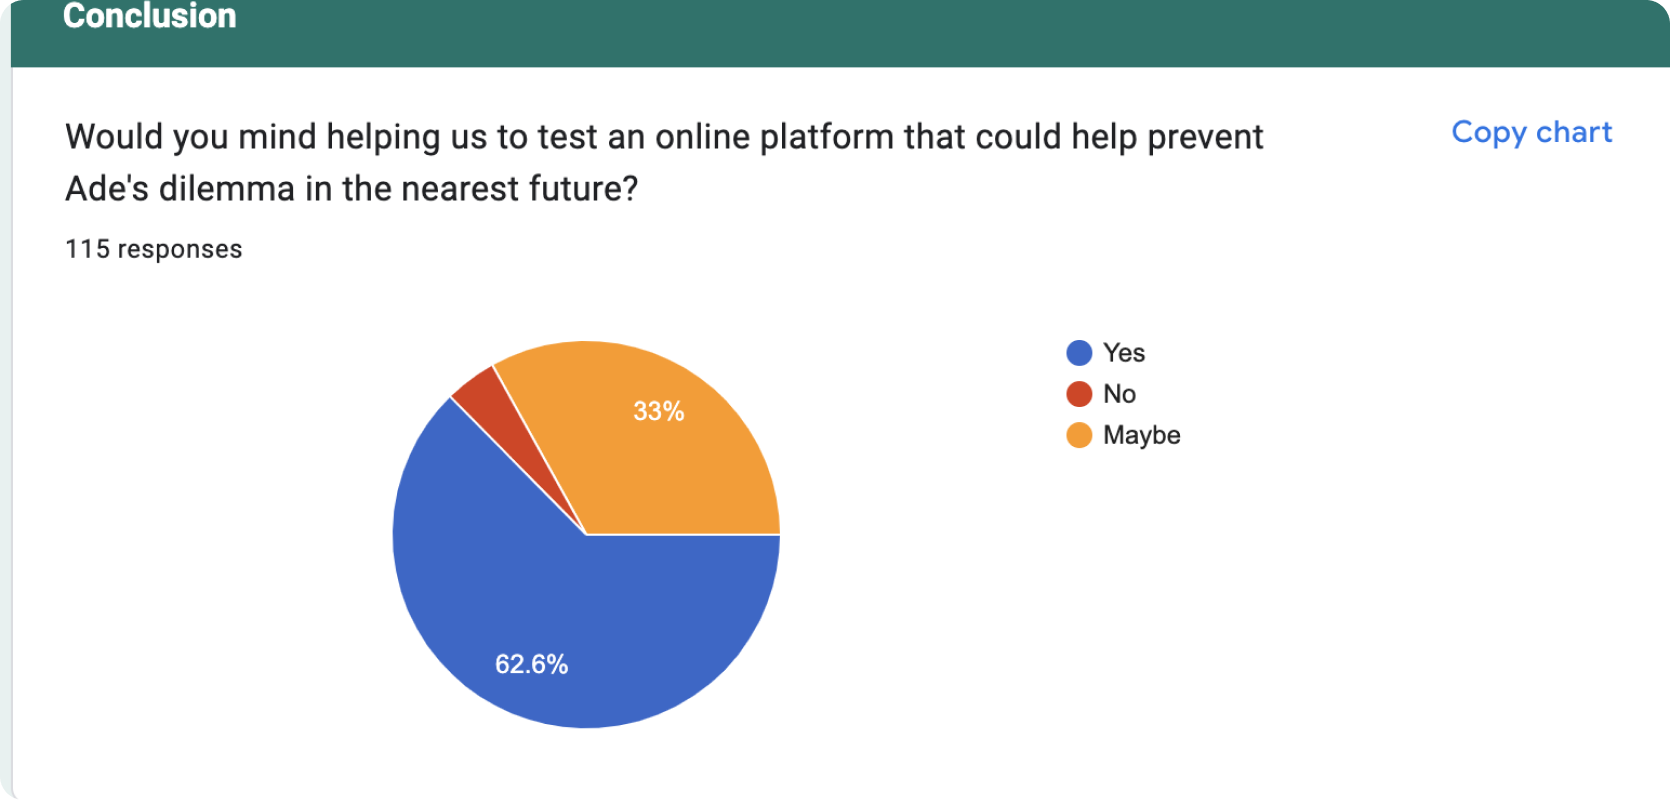 Conclusion
Would you mind helping us to test an online platform that could help prevent
Ade's dilemma in the nearest future?
Copy chart
115 responses
33%
62.6%
Yes
No
Maybe